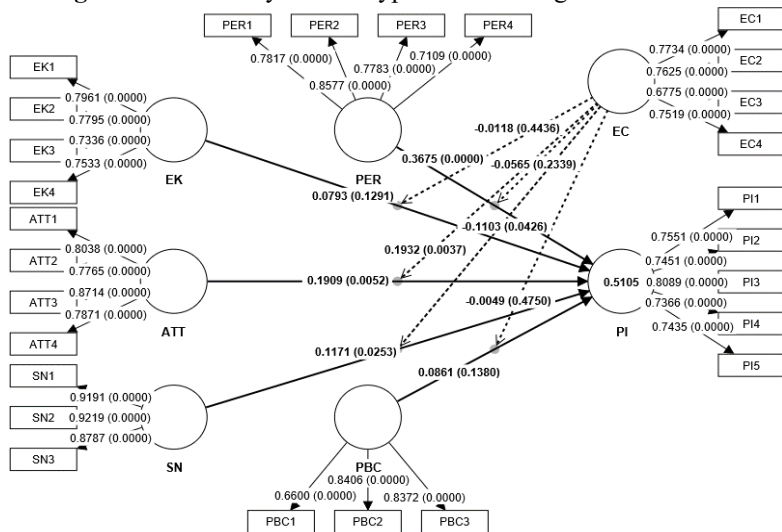 PER1 PER2 PER3 PER4
EC1
EC2
EC3
EC4
0.7817 (0.0000)
0.8577 (0.0000)
0.7783 (0.0000)
0.7109 (0.0000)
0.7734 (0.0000)
0.7625 (0.0000)
0.6775 (0.0000)
0.7519 (0.0000)
EK1
EK2
EK3
EK4
0.7961 (0.0000)
0.7795 (0.0000)
0.7336 (0.0000)
0.7533 (0.0000)
EK
PER
EC
-0.0118 (0.4436)
0.3675 (0.0000)
-0.0565 (0.2339)
0.0793 (0.1291)
-0.1103 (0.0426)
0.1932 (0.0037)
0.1909 (0.0052)
-0.0049 (0.4750)
0.1171 (0.0253)
0.0861 (0.1380)
ATT1
ATT2
ATT3
ATT4
0.8038 (0.0000)
0.7765 (0.0000)
0.8714 (0.0000)
0.7871 (0.0000)
ATT
PI1
PI2
PI3
PI4
PI5
0.7551 (0.0000)
0.7451 (0.0000)
0.8089 (0.0000)
0.7366 (0.0000)
0.7435 (0.0000)
0.5105
PI
SN1
SN2
SN3
0.9191 (0.0000)
0.9219 (0.0000)
0.8787 (0.0000)
SN
PBC
0.6600 (0.0000)
0.8406 (0.0000)
0.8372 (0.0000)
PBC1 PBC2 PBC3